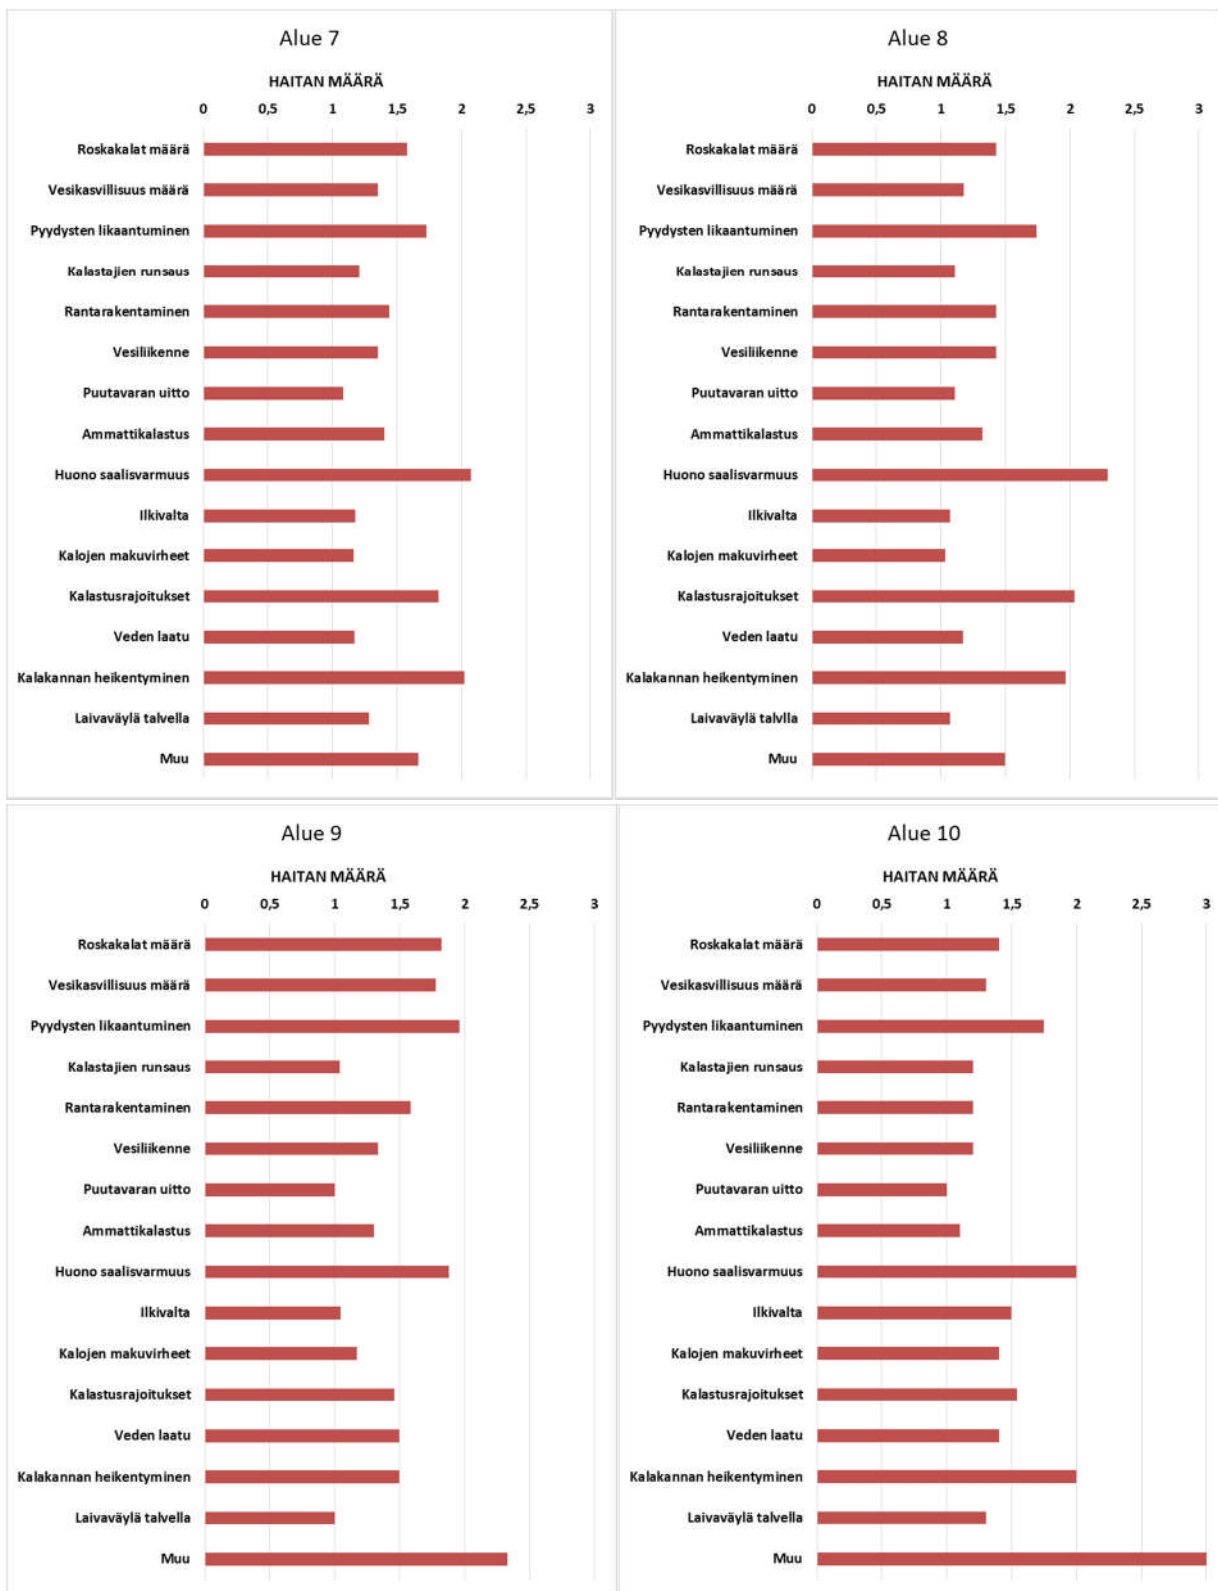 Alue 7
HAITAN MÄÄRÄ
0 0,5 1 1,5 2 2,5 3
Roskakalat määrä
Vesikasvillisuus määrä
Pyydysten likaantuminen
Kalastajien runsaus
Rantarakentaminen
Vesiliikenne
Puutavaran uitto
Ammattikalastus
Huono saalisvarmuus
Ilkivalta
Kalojen makuvirheet
Kalastusrajoitukset
Veden laatu
Kalakannan heikentyminen
Laivaväylä talvella
Muu
Alue 8
HAITAN MÄÄRÄ
0 0,5 1 1,5 2 2,5 3
Roskakalat määrä
Vesikasvillisuus määrä
Pyydysten likaantuminen
Kalastajien runsaus
Rantarakentaminen
Vesiliikenne
Puutavaran uitto
Ammattikalastus
Huono saalisvarmuus
Ilkivalta
Kalojen makuvirheet
Kalastusrajoitukset
Veden laatu
Kalakannan heikentyminen
Laivaväylä talvlla
Muu
Alue 9
HAITAN MÄÄRÄ
0 0,5 1 1,5 2 2,5 3
Roskakalat määrä
Vesikasvillisuus määrä
Pyydysten likaantuminen
Kalastajien runsaus
Rantarakentaminen
Vesiliikenne
Puutavaran uitto
Ammattikalastus
Huono saalisvarmuus
Ilkivalta
Kalojen makuvirheet
Kalastusrajoitukset
Veden laatu
Kalakannan heikentyminen
Laivaväylä talvella
Muu
Alue 10
HAITAN MÄÄRÄ
0 0,5 1 1,5 2 2,5 3
Roskakalat määrä
Vesikasvillisuus määrä
Pyydysten likaantuminen
Kalastajien runsaus
Rantarakentaminen
Vesiliikenne
Puutavaran uitto
Ammattikalastus
Huono saalisvarmuus
Ilkivalta
Kalojen makuvirheet
Kalastusrajoitukset
Veden laatu
Kalakannan heikentyminen
Laivaväylä talvella
Muu